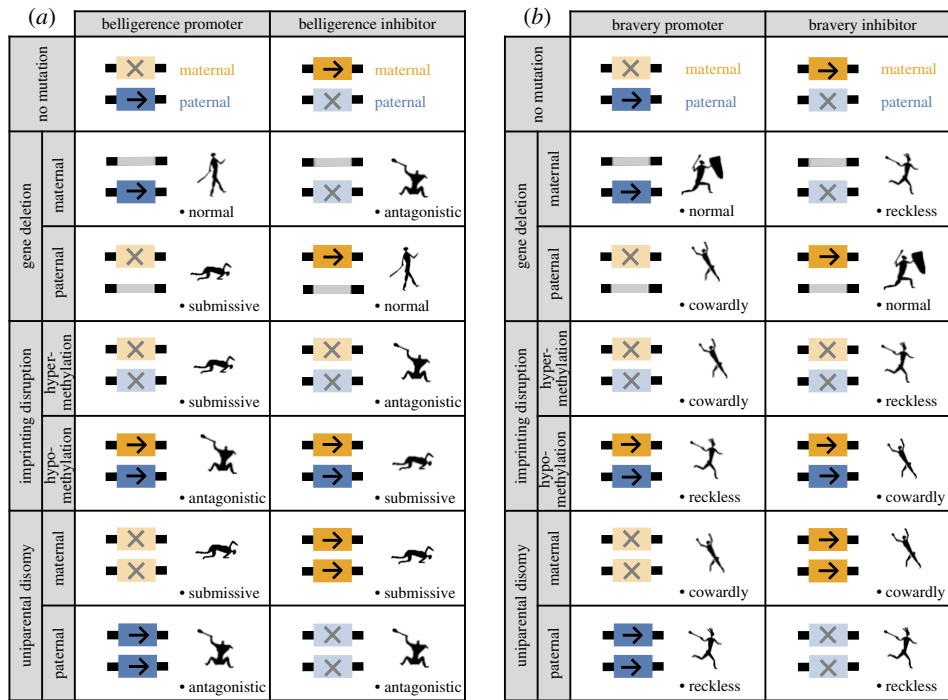 (a)
belligerence promoter belligerence inhibitor
no mutation
maternal maternal
paternal paternal
gene deletion
maternal
• normal • antagonistic
paternal
• submissive • normal
imprinting disruption
hyper-
methylation
• submissive • antagonistic
hypo-
methylation
• antagonistic • submissive
uniparental disomy
maternal
• submissive • submissive
paternal
• antagonistic • antagonistic
(b)
bravery promoter bravery inhibitor
no mutation
maternal maternal
paternal paternal
gene deletion
maternal
• normal • reckless
paternal
• cowardly • normal
imprinting disruption
hyper-
methylation
• cowardly • reckless
hypo-
methylation
• reckless • cowardly
uniparental disomy
maternal
• cowardly • cowardly
paternal
• reckless • reckless